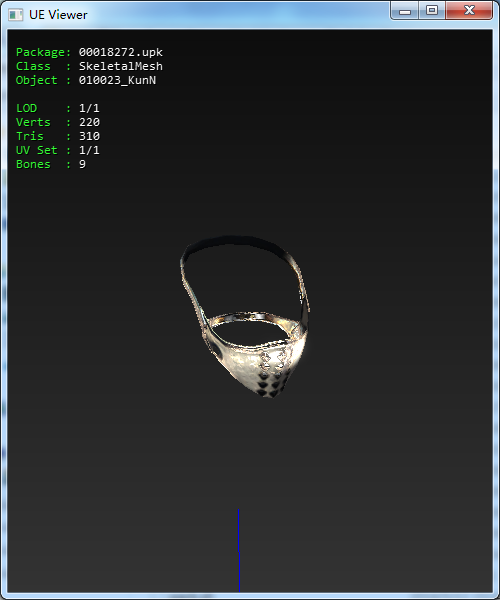 UE Viewer
Package: 00018272.upk
Class : SkeletalMesh
Object : 010023_KunN
LOD : 1/1
Verts : 220
Tris : 310
UV Set : 1/1
Bones : 9